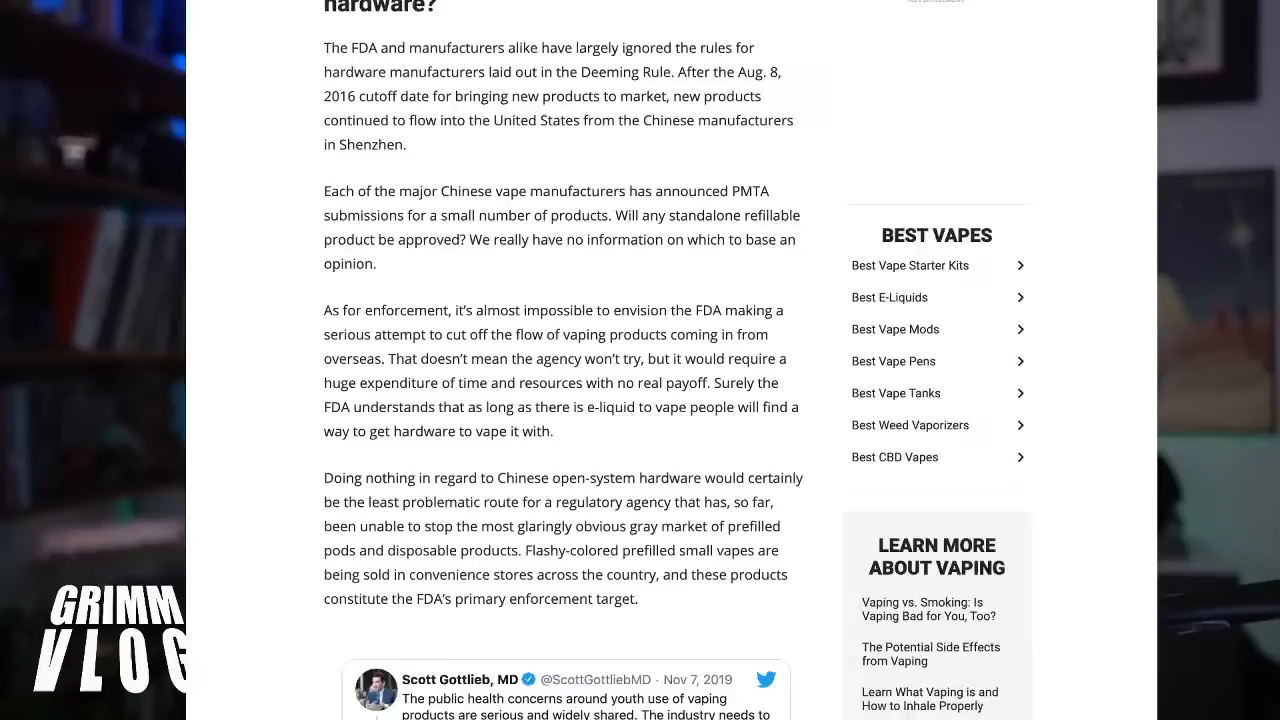 hardware?
The FDA and manufacturers alike have largely ignored the rules for
hardware manufacturers laid out in the Deeming Rule. After the Aug. 8,
2016 cutoff date for bringing new products to market, new products
continued to flow into the United States from the Chinese manufacturers
in Shenzhen.
Each of the major Chinese vape manufacturers has announced PMTA
submissions for a small number of products. Will any standalone refillable
product be approved? We really have no information on which to base an
opinion.
As for enforcement, it’s almost impossible to envision the FDA making a
serious attempt to cut off the flow of vaping products coming in from
overseas. That doesn’t mean the agency won’t try, but it would require a
huge expenditure of time and resources with no real payoff. Surely the
FDA understands that as long as there is e-liquid to vape people will find a
way to get hardware to vape it with.
Doing nothing in regard to Chinese open-system hardware would certainly
be the least problematic route for a regulatory agency that has, so far,
been unable to stop the most glaringly obvious gray market of prefilled
pods and disposable products. Flashy-colored prefilled small vapes are
being sold in convenience stores across the country, and these products
constitute the FDA’s primary enforcement target.
Scott Gottlieb, MD @ScottGottliebMD · Nov 7, 2019
The public health concerns around youth use of vaping
products are serious and widely shared. The industry needs to
BEST VAPES
Best Vape Starter Kits
Best E-Liquids
Best Vape Mods
Best Vape Pens
Best Vape Tanks
Best Weed Vaporizers
Best CBD Vapes
LEARN MORE
ABOUT VAPING
Vaping vs. Smoking: Is
Vaping Bad for You, Too?
The Potential Side Effects
from Vaping
Learn What Vaping is and
How to Inhale Properly
GRIMM
VLOG